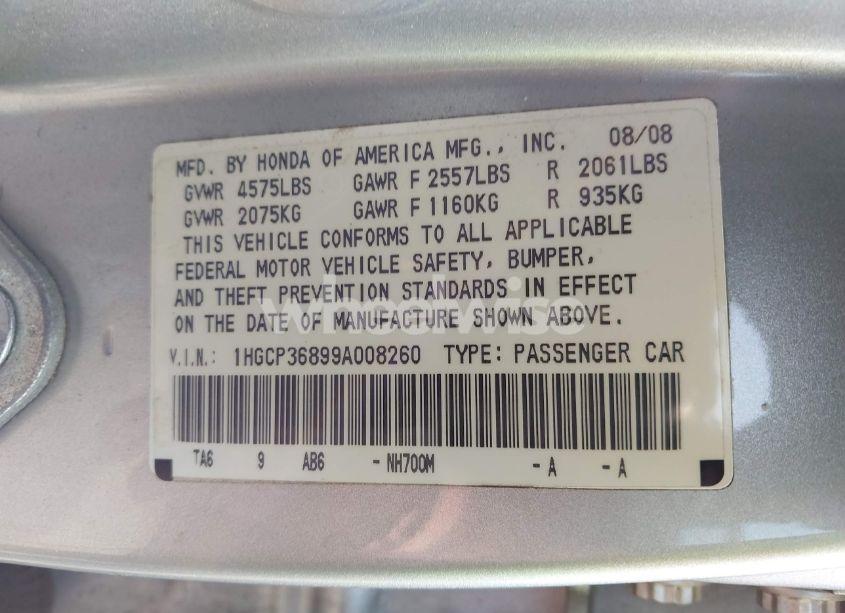 MFD. BY HONDA OF AMERICA MFG., INC. 08/08
GVWR 4575LBS GAWR F 2557LBS R 2061LBS
GVWR 2075KG GAWR F 1160KG R 935KG
THIS VEHICLE CONFORMS TO ALL APPLICABLE
FEDERAL MOTOR VEHICLE SAFETY, BUMPER,
AND THEFT PREVENTION STANDARDS IN EFFECT
ON THE DATE OF MANUFACTURE SHOWN ABOVE.
wheelwise
V.I.N.: 1HGCP36899A008260 TYPE: PASSENGER CAR
TA6 9 AB6 - NH700M - A - A